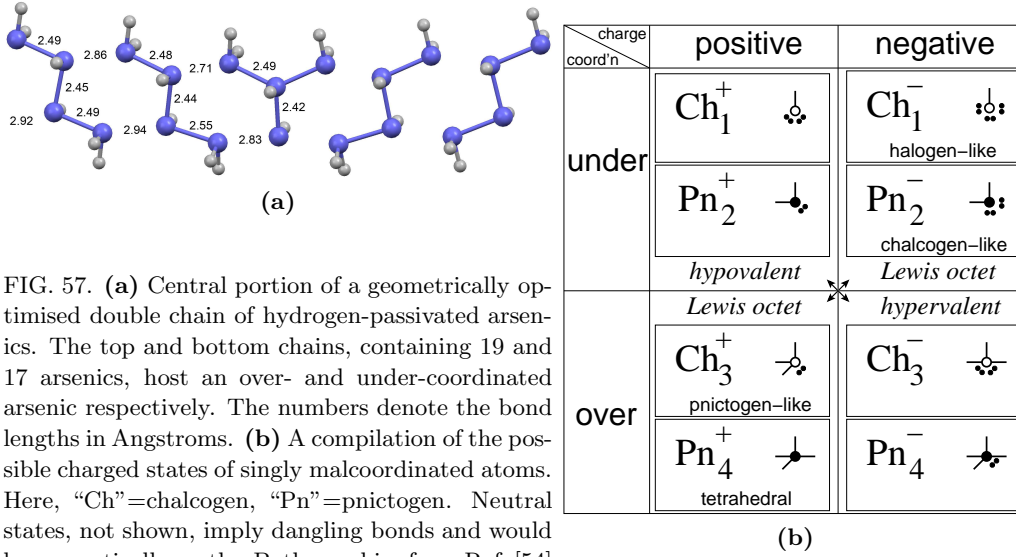 2.49
2.86
2.48
2.71
2.49
2.45
2.44
2.42
2.92
2.49
2.94
2.55
2.83
(a)
FIG. 57. (a) Central portion of a geometrically op-
timised double chain of hydrogen-passivated arsen-
ics. The top and bottom chains, containing 19 and
17 arsenics, host an over- and under-coordinated
arsenic respectively. The numbers denote the bond
lengths in Angstroms. (b) A compilation of the pos-
sible charged states of singly malcoordinated atoms.
Here, “Ch”=chalcogen, “Pn”=pnictogen. Neutral
states, not shown, imply dangling bonds and would
charge
coord'n
positive
negative
under
Ch₁⁺
Ch₁⁻
halogen−like
Pn₂⁺
Pn₂⁻
chalcogen−like
hypovalent
Lewis octet
over
Lewis octet
hypervalent
Ch₃⁺
pnictogen−like
Ch₃⁻
Pn₄⁺
tetrahedral
Pn₄⁻
(b)